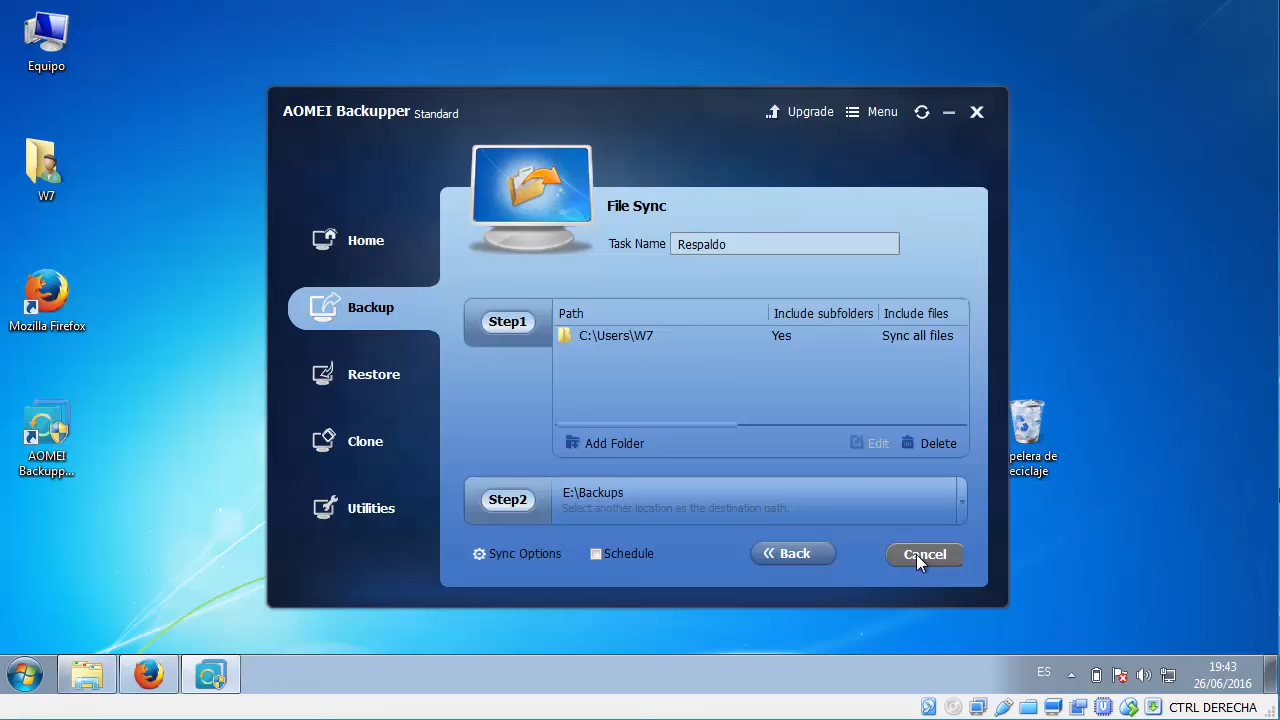 Equipo
W7
Mozilla Firefox
AOMEI
Backupp...
AOMEI Backupper Standard
Upgrade
Menu
File Sync
Task Name
Respaldo
Home
Backup
Restore
Clone
Utilities
Step1
Path
Include subfolders
Include files
C:\Users\W7
Yes
Sync all files
Add Folder
Edit
Delete
Step2
E:\Backups
Select another location as the destination path.
Sync Options
Schedule
Back
Cancel
pelera de
eciclaje
ES
19:43
26/06/2016
CTRL DERECHA